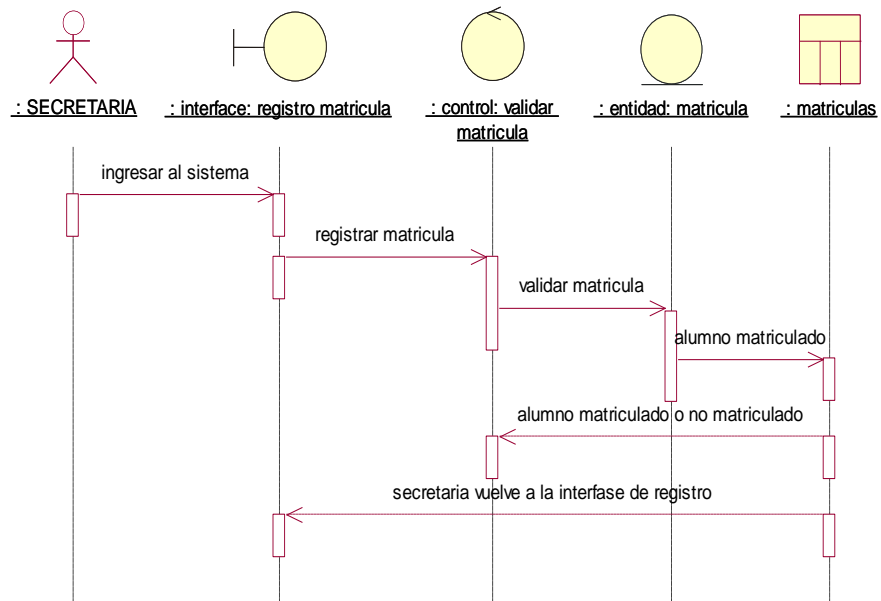 : SECRETARIA
: interface: registro matricula
: control: validar
matricula
: entidad: matricula
: matriculas
ingresar al sistema
registrar matricula
validar matricula
alumno matriculado
alumno matriculado o no matriculado
secretaria vuelve a la interfase de registro